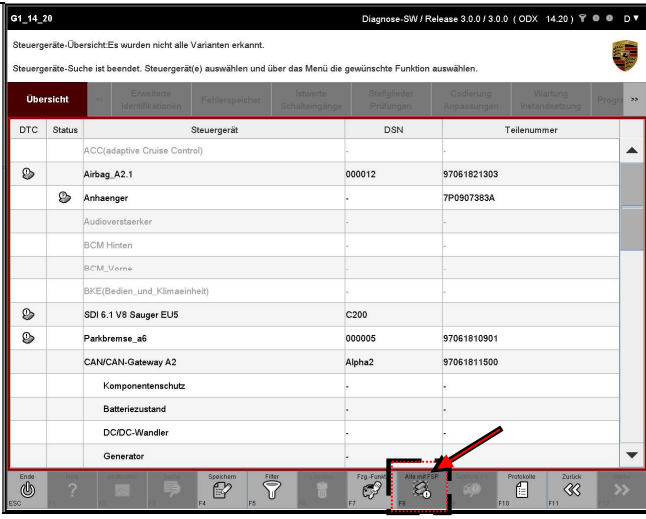 G1_14_20 Diagnose-SW / Release 3.0.0 / 3.0.0 ( ODX 14.20 ) D
Steuergeräte-Übersicht:Es wurden nicht alle Varianten erkannt.
Steuergeräte-Suche ist beendet. Steuergerät(e) auswählen und über das Menü die gewünschte Funktion auswählen.
Übersicht << Erweiterte Identifikationen Fehlerspeicher Istwerte Schalteingänge Stellglieder Prüfungen Codierung Anpassungen Wartung Instandsetzung Progra >>
DTC Status Steuergerät DSN Teilenummer
ACC(adaptive Cruise Control) - -
Airbag_A2.1 000012 97061821303
Anhaenger - 7P0907383A
Audioverstaerker - -
BCM Hinten - -
BCM_Vorne - -
BKE(Bedien_und_Klimaeinheit) - -
SDI 6.1 V8 Sauger EU5 C200
Parkbremse_a6 000005 97061810901
CAN/CAN-Gateway A2 Alpha2 97061811500
Komponentenschutz - -
Batteriezustand - -
DC/DC-Wandler - -
Generator - -
Ende Speichern Filter Fzg.-Funkt Alle mit FSP Protokolle Zurück
ESC F4 F5 F7 F8 F10 F11